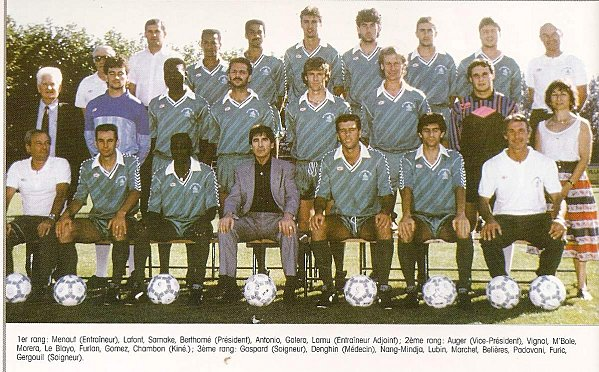 1er rang: Menaut (Entraîneur), Lafont, Samake, Berthomé (Président), Antonio, Galera, Lamu (Entraîneur Adjoint); 2ème rang: Auger (Vice-Président), Vignol, M'Bole,
Morera, Le Blayo, Furlan, Gomez, Chambon (Kiné.); 3ème rang: Gaspard (Soigneur), Denghin (Médecin), Nang-Mindja, Lubin, Marchet, Belières, Padovani, Furic,
Gergouil (Soigneur).